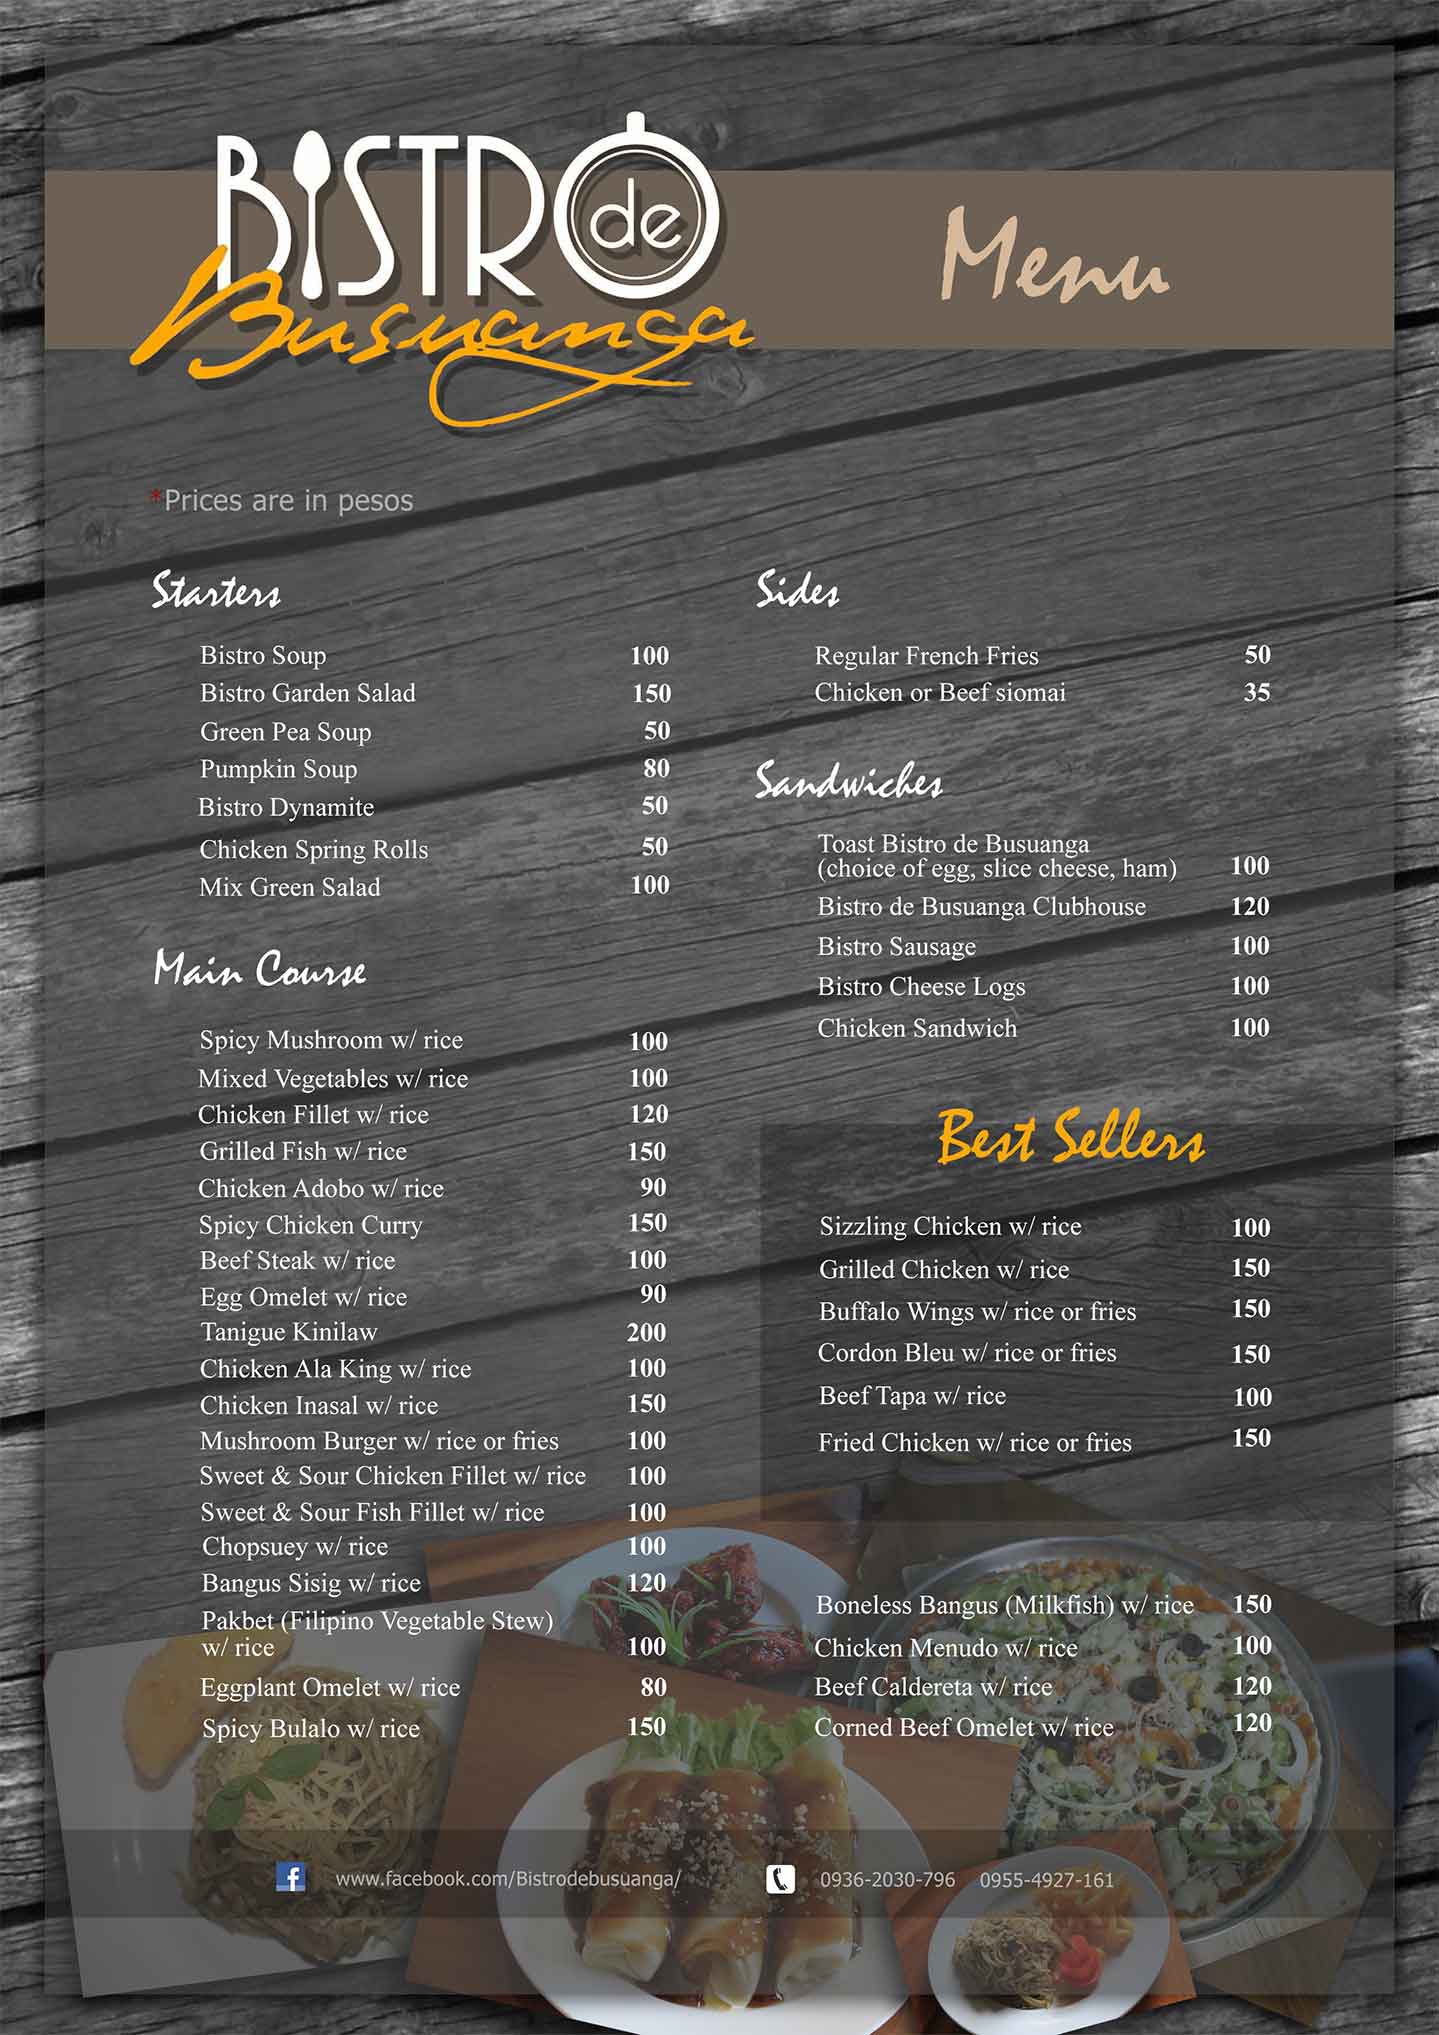 BISTRO de
Busuanga
Menu
*Prices are in pesos
Starters
Bistro Soup 100
Bistro Garden Salad 150
Green Pea Soup 50
Pumpkin Soup 80
Bistro Dynamite 50
Chicken Spring Rolls 50
Mix Green Salad 100
Main Course
Spicy Mushroom w/ rice 100
Mixed Vegetables w/ rice 100
Chicken Fillet w/ rice 120
Grilled Fish w/ rice 150
Chicken Adobo w/ rice 90
Spicy Chicken Curry 150
Beef Steak w/ rice 100
Egg Omelet w/ rice 90
Tanigue Kinilaw 200
Chicken Ala King w/ rice 100
Chicken Inasal w/ rice 150
Mushroom Burger w/ rice or fries 100
Sweet & Sour Chicken Fillet w/ rice 100
Sweet & Sour Fish Fillet w/ rice 100
Chopsuey w/ rice 100
Bangus Sisig w/ rice 120
Pakbet (Filipino Vegetable Stew)
w/ rice 100
Eggplant Omelet w/ rice 80
Spicy Bulalo w/ rice 150
Sides
Regular French Fries 50
Chicken or Beef siomai 35
Sandwiches
Toast Bistro de Busuanga
(choice of egg, slice cheese, ham) 100
Bistro de Busuanga Clubhouse 120
Bistro Sausage 100
Bistro Cheese Logs 100
Chicken Sandwich 100
Best Sellers
Sizzling Chicken w/ rice 100
Grilled Chicken w/ rice 150
Buffalo Wings w/ rice or fries 150
Cordon Bleu w/ rice or fries 150
Beef Tapa w/ rice 100
Fried Chicken w/ rice or fries 150
Boneless Bangus (Milkfish) w/ rice 150
Chicken Menudo w/ rice 100
Beef Caldereta w/ rice 120
Corned Beef Omelet w/ rice 120
f www.facebook.com/Bistrodebusuanga/ 0936-2030-796 0955-4927-161